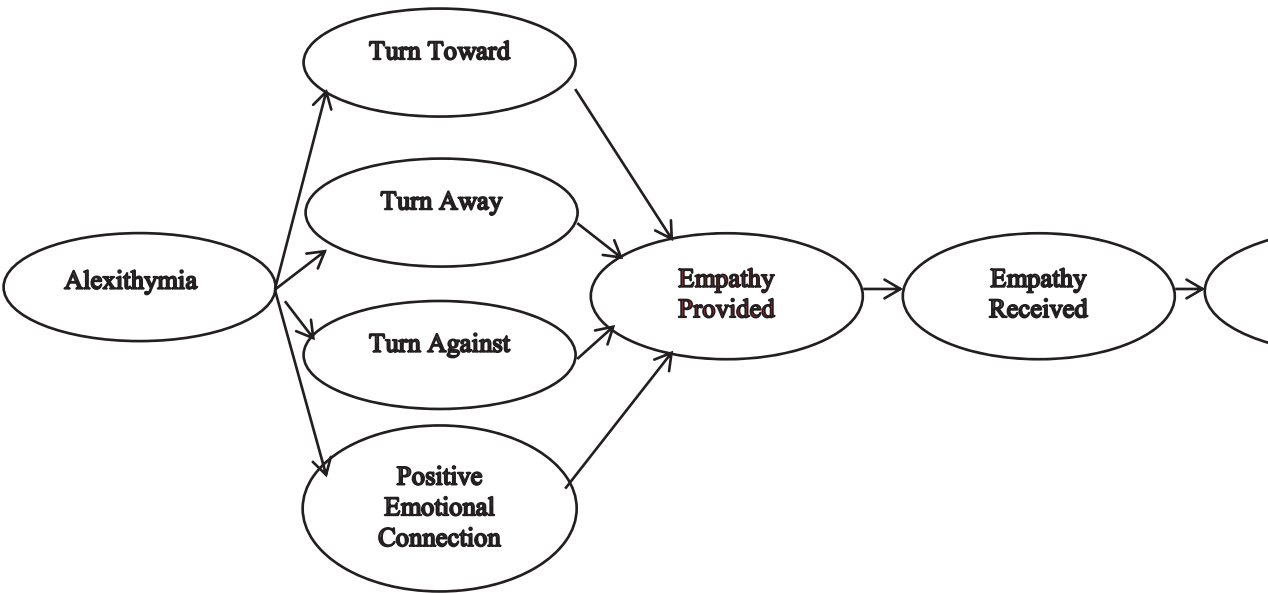 Turn Toward
Turn Away
Alexithymia
Empathy
Provided
Empathy
Received
Turn Against
Positive
Emotional
Connection